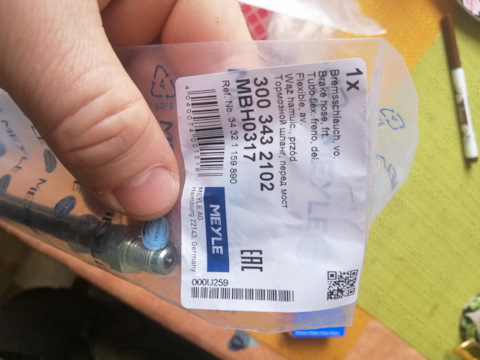 1x
Bremsschlauch, vo.
Brake hose, frt.
Tubo flex. freno, del.
Flexible, av.
Wąż hamulc., przód
Тормозной шланг, перед мост
300 343 2102
MBH0317
Ref No. 34 32 1 159 890
MEYLE
MEYLE AG
Hamburg 22143, Germany
EAC
000U259